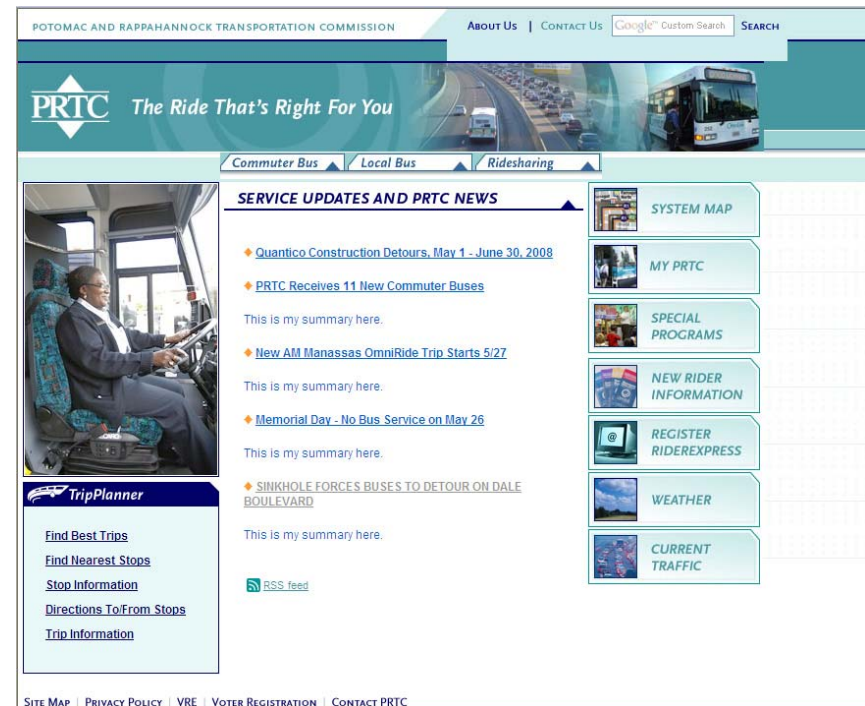 POTOMAC AND RAPPAHANNOCK TRANSPORTATION COMMISSION
ABOUT US | CONTACT US
Google™ Custom Search
SEARCH
PRTC
The Ride That's Right For You
Commuter Bus
Local Bus
Ridesharing
SERVICE UPDATES AND PRTC NEWS
Quantico Construction Detours, May 1 - June 30, 2008
PRTC Receives 11 New Commuter Buses
This is my summary here.
New AM Manassas OmniRide Trip Starts 5/27
This is my summary here.
Memorial Day - No Bus Service on May 26
This is my summary here.
SINKHOLE FORCES BUSES TO DETOUR ON DALE
BOULEVARD
This is my summary here.
RSS feed
TripPlanner
Find Best Trips
Find Nearest Stops
Stop Information
Directions To/From Stops
Trip Information
SYSTEM MAP
MY PRTC
SPECIAL
PROGRAMS
NEW RIDER
INFORMATION
@
REGISTER
RIDEREXPRESS
WEATHER
CURRENT
TRAFFIC
SITE MAP | PRIVACY POLICY | VRE | VOTER REGISTRATION | CONTACT PRTC